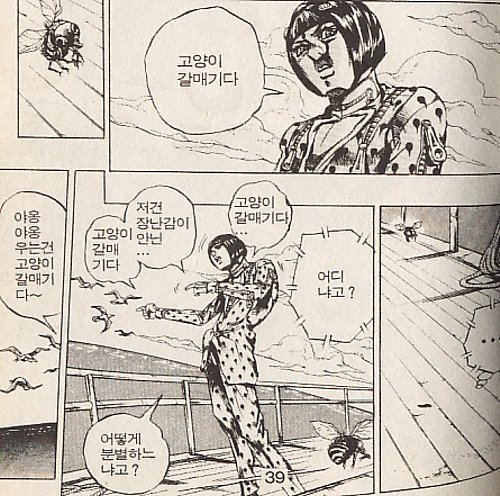 고양이
갈매기다
고양이
갈매기다
...
저건
장난감이
안닌
...
고양이
갈매
기다
어디
냐고?
야옹
야옹
우는건
고양이
갈매기
다~
어떻게
분별하느
냐고?
...
39